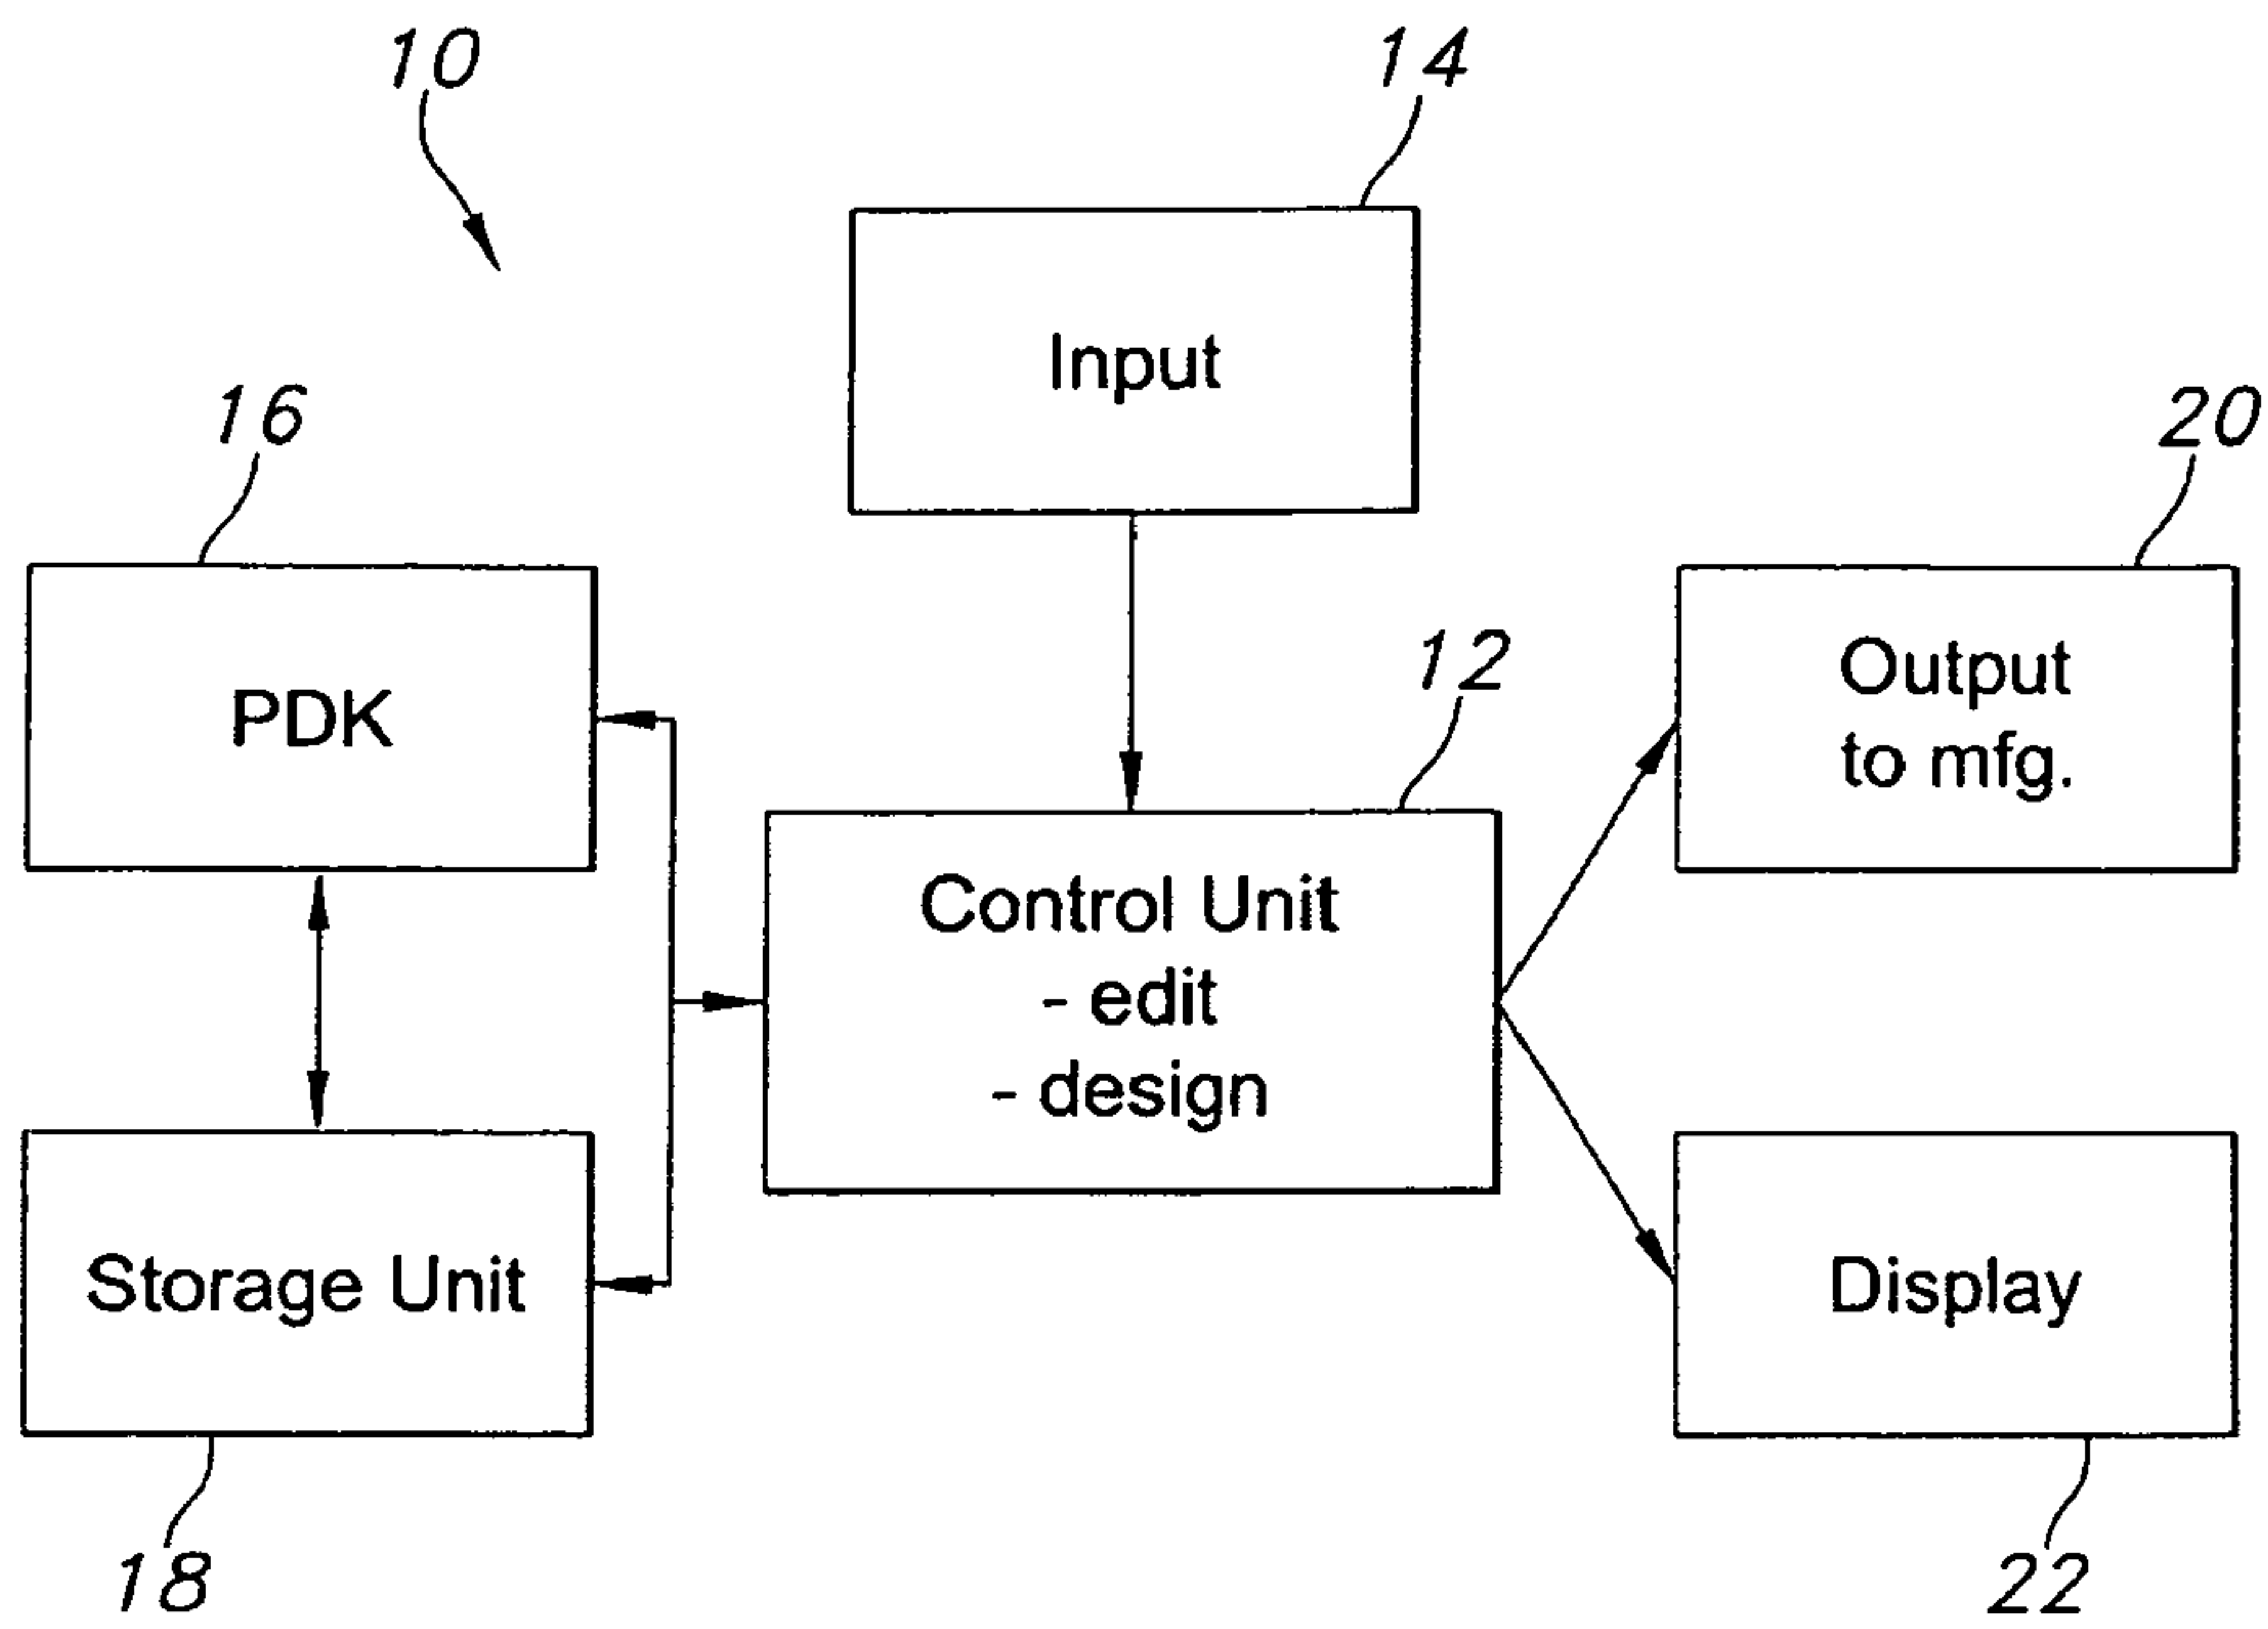 10
14
Input
16
20
PDK
12
Output
to mfg.
Control Unit
- edit
- design
Storage Unit
Display
18
22